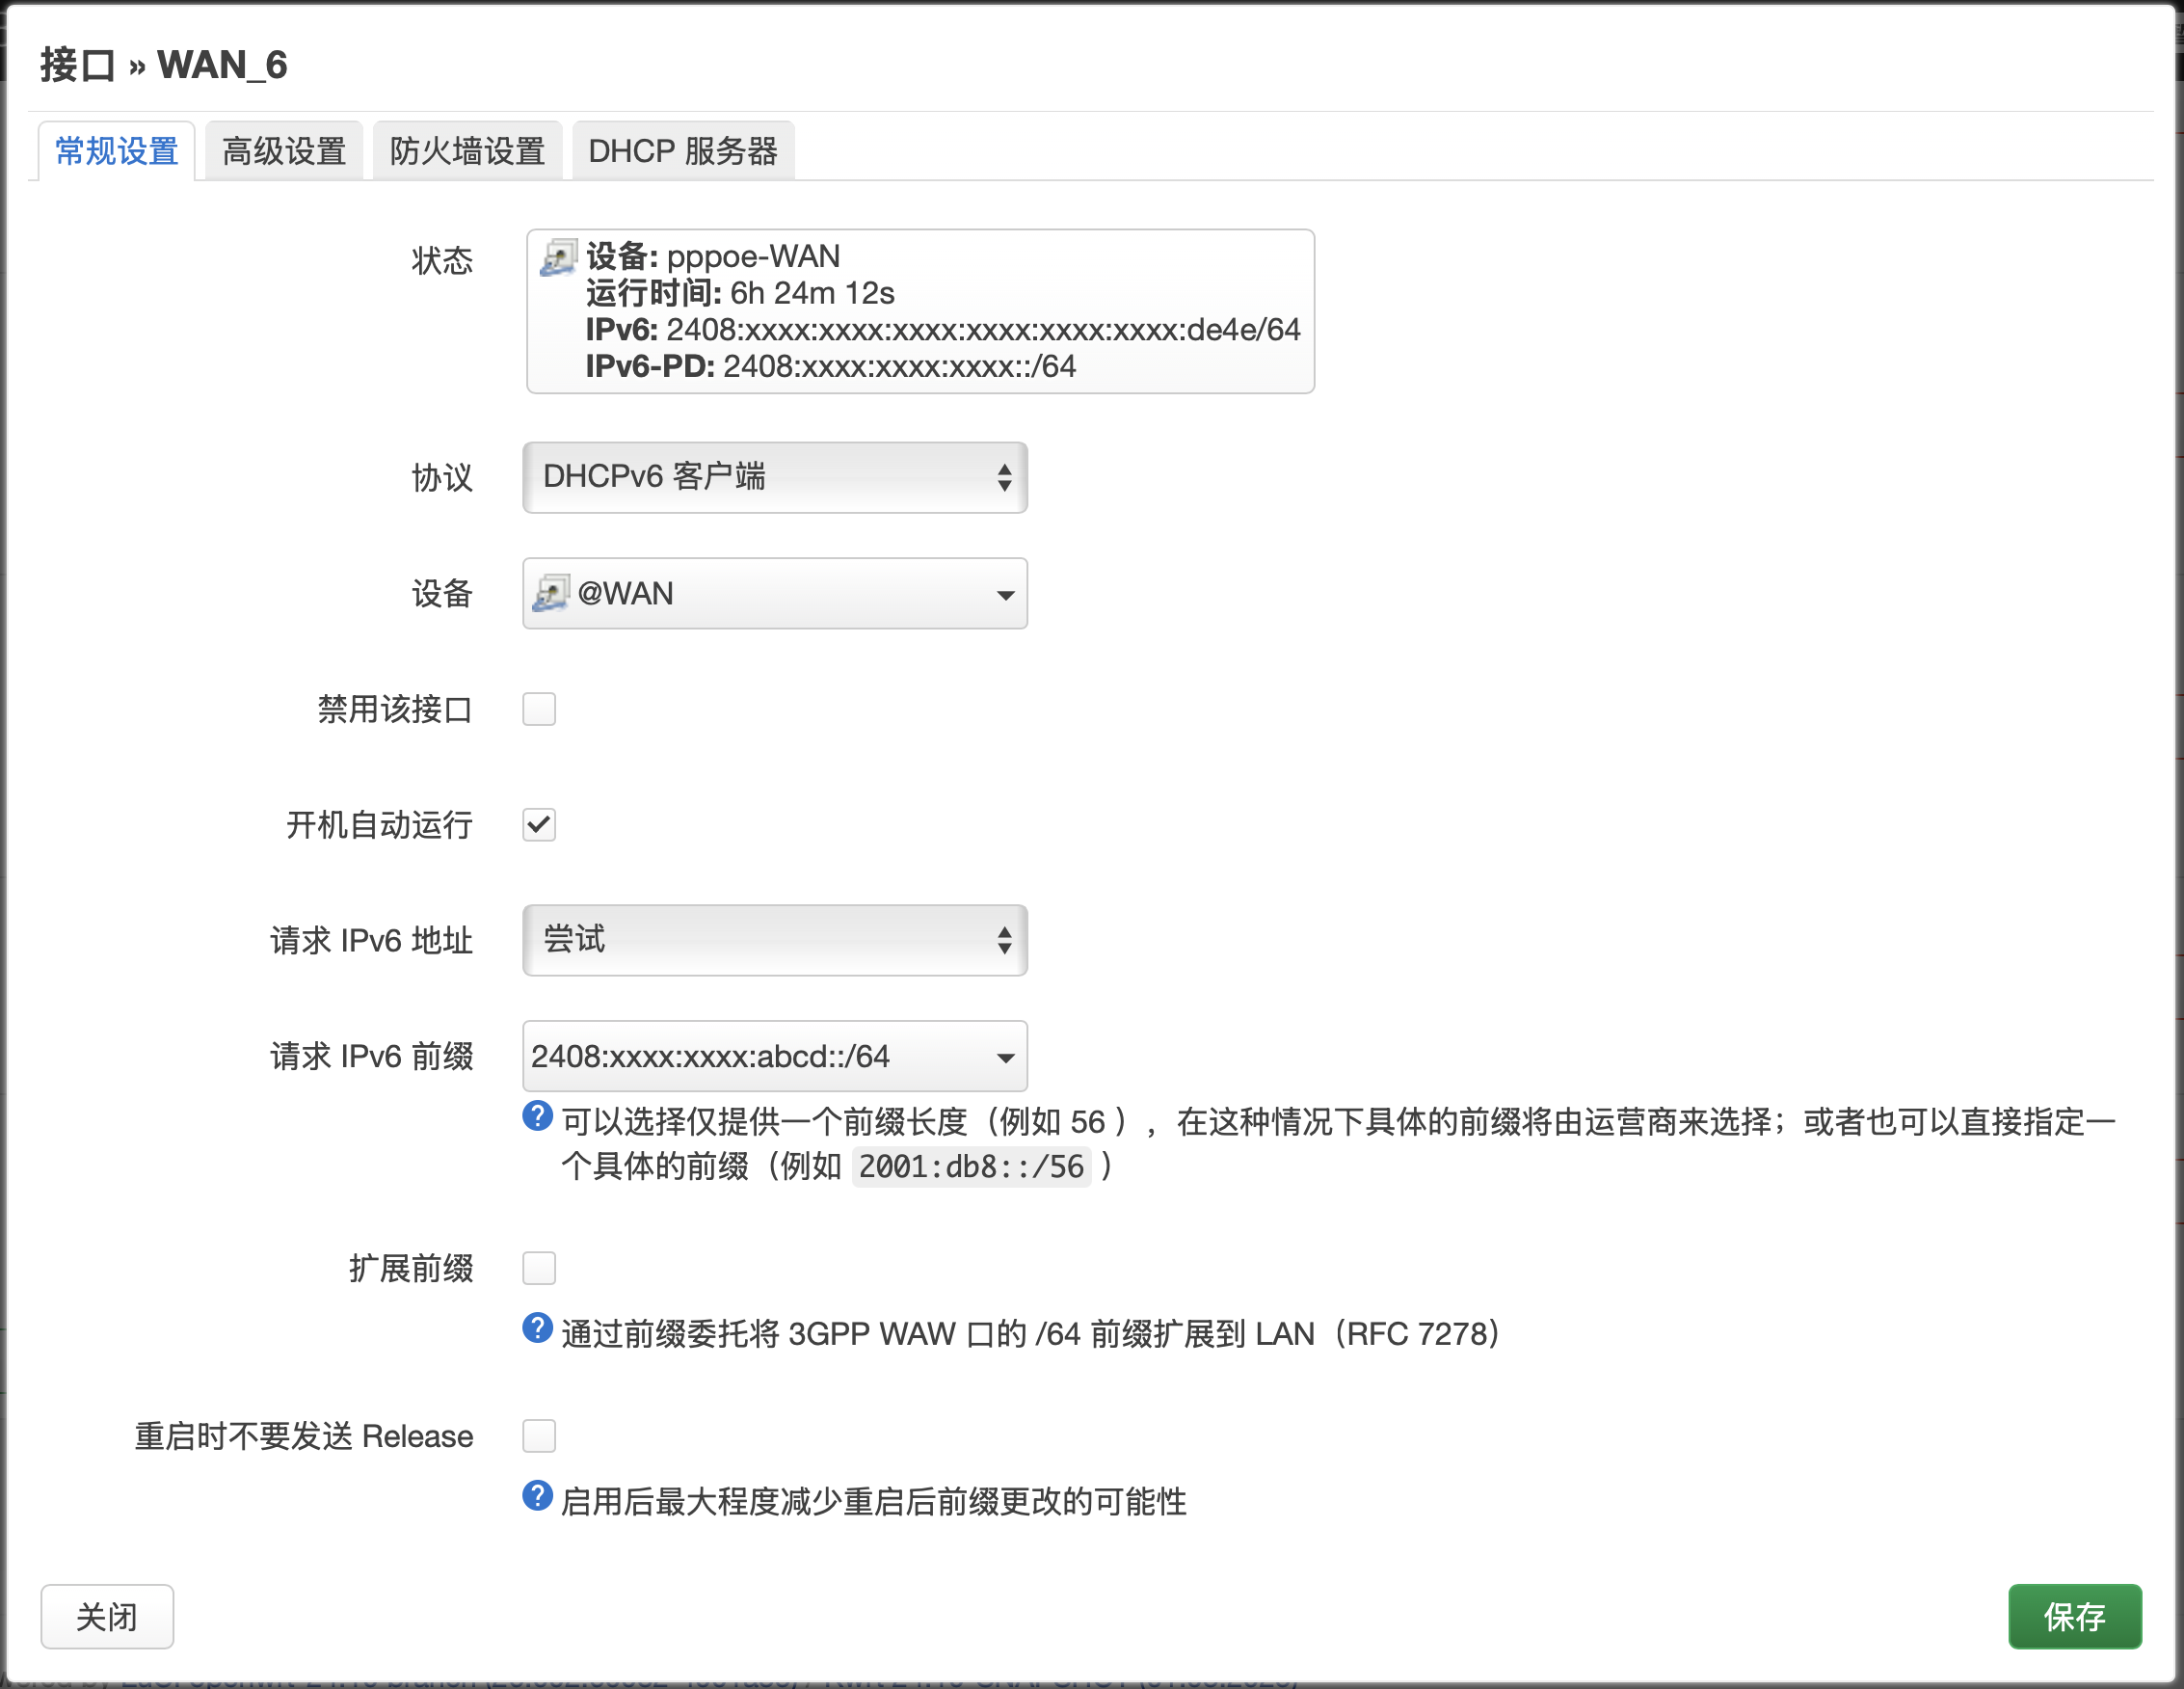 接口 » WAN_6
常规设置 高级设置 防火墙设置 DHCP 服务器
状态
设备: pppoe-WAN
运行时间: 6h 24m 12s
IPv6: 2408:xxxx:xxxx:xxxx:xxxx:xxxx:xxxx:de4e/64
IPv6-PD: 2408:xxxx:xxxx:xxxx::/64
协议 DHCPv6 客户端
设备 @WAN
禁用该接口
开机自动运行
请求 IPv6 地址 尝试
请求 IPv6 前缀 2408:xxxx:xxxx:abcd::/64
可以选择仅提供一个前缀长度（例如 56 ），在这种情况下具体的前缀将由运营商来选择；或者也可以直接指定一
个具体的前缀（例如 2001:db8::/56 ）
扩展前缀
通过前缀委托将 3GPP WAW 口的 /64 前缀扩展到 LAN（RFC 7278）
重启时不要发送 Release
启用后最大程度减少重启后前缀更改的可能性
关闭 保存